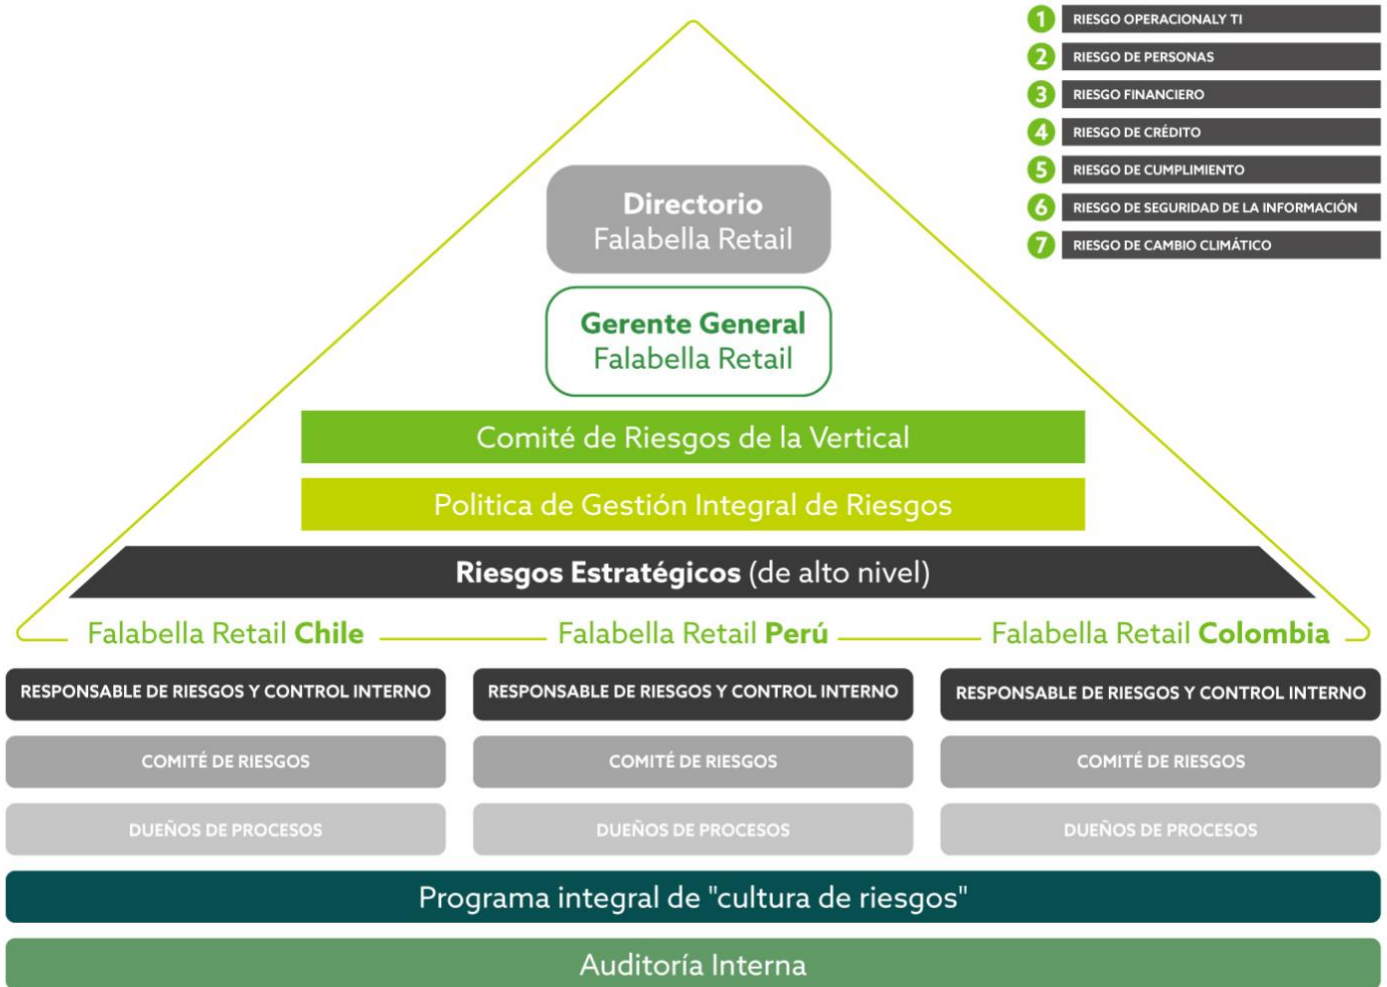 1 RIESGO OPERACIONALY TI
2 RIESGO DE PERSONAS
3 RIESGO FINANCIERO
4 RIESGO DE CRÉDITO
5 RIESGO DE CUMPLIMIENTO
6 RIESGO DE SEGURIDAD DE LA INFORMACIÓN
7 RIESGO DE CAMBIO CLIMÁTICO
Directorio
Falabella Retail
Gerente General
Falabella Retail
Comité de Riesgos de la Vertical
Politica de Gestión Integral de Riesgos
Riesgos Estratégicos (de alto nivel)
Falabella Retail Chile
Falabella Retail Perú
Falabella Retail Colombia
RESPONSABLE DE RIESGOS Y CONTROL INTERNO
RESPONSABLE DE RIESGOS Y CONTROL INTERNO
RESPONSABLE DE RIESGOS Y CONTROL INTERNO
COMITÉ DE RIESGOS
COMITÉ DE RIESGOS
COMITÉ DE RIESGOS
DUEÑOS DE PROCESOS
DUEÑOS DE PROCESOS
DUEÑOS DE PROCESOS
Programa integral de "cultura de riesgos"
Auditoría Interna